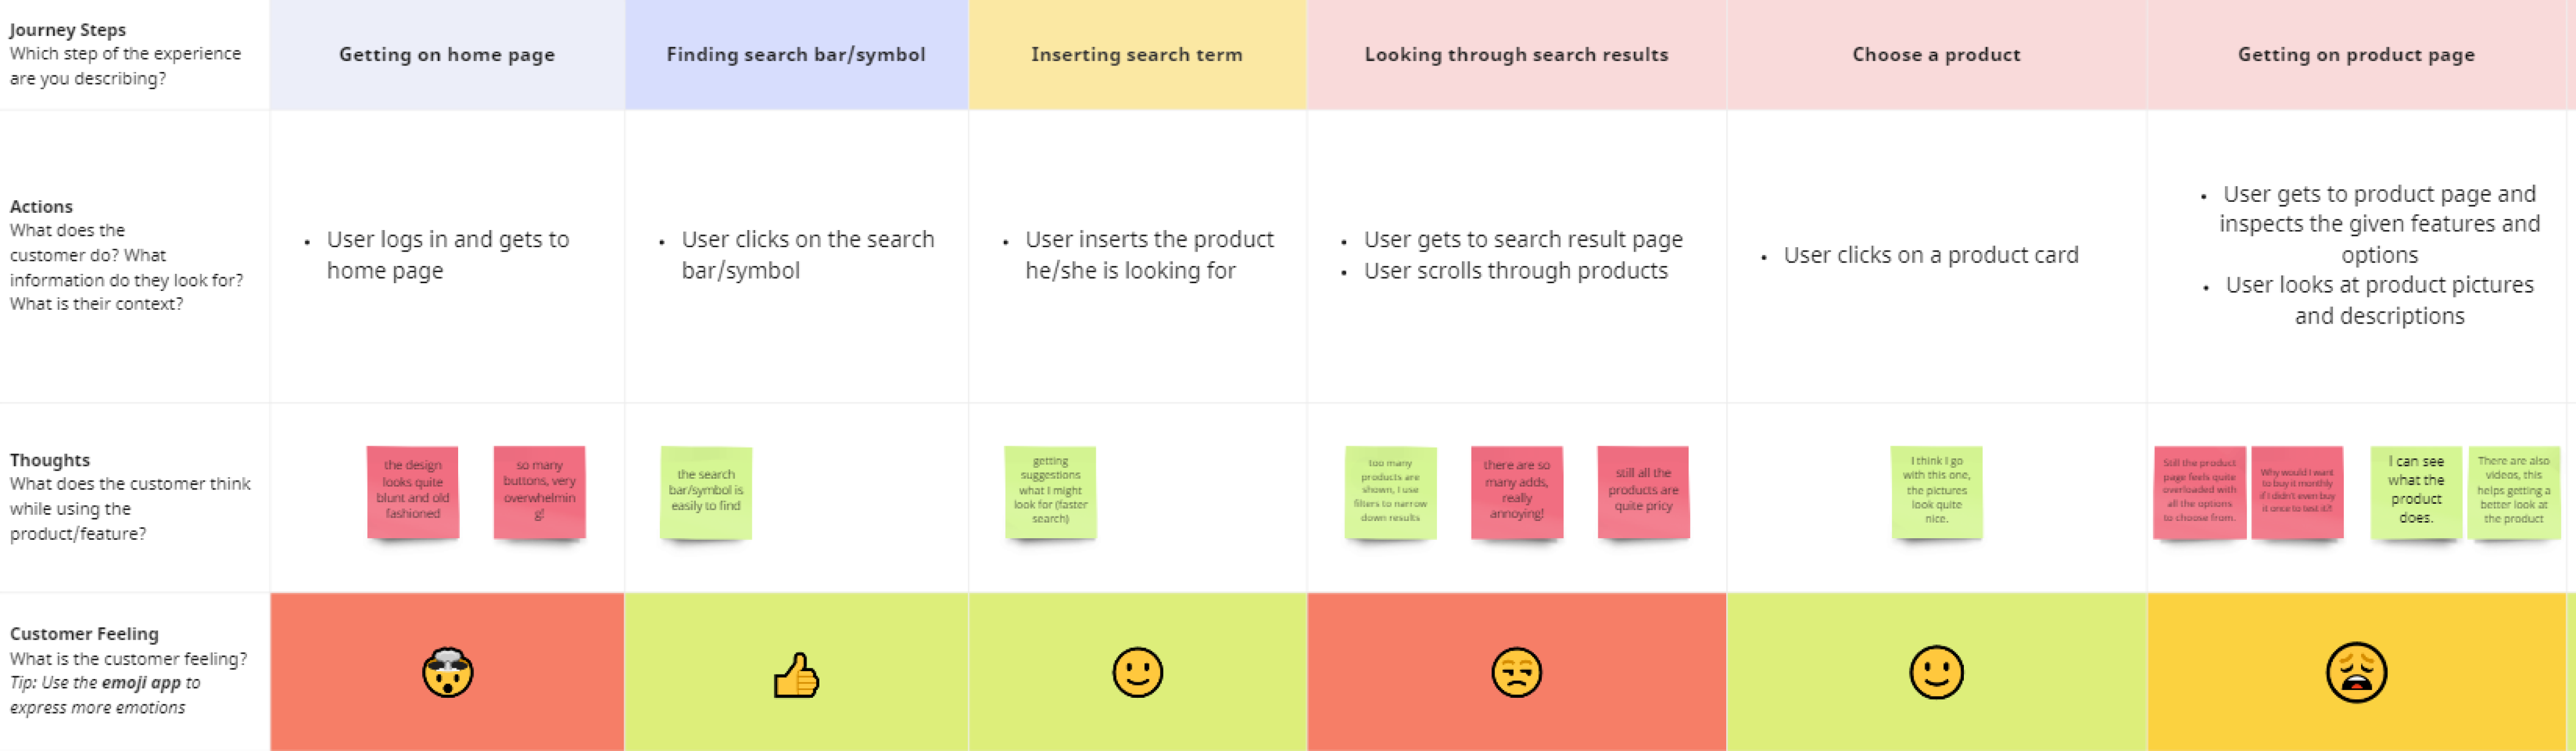 Journey Steps
Which step of the experience
are you describing?
Getting on home page
Finding search bar/symbol
Inserting search term
Looking through search results
Choose a product
Getting on product page
Actions
What does the
customer do? What
information do they look for?
What is their context?
• User logs in and gets to
home page
• User clicks on the search
bar/symbol
• User inserts the product
he/she is looking for
• User gets to search result page
• User scrolls through products
• User clicks on a product card
• User gets to product page and
inspects the given features and
options
• User looks at product pictures
and descriptions
Thoughts
What does the customer think
while using the
product/feature?
the design
looks quite
blunt and old
fashioned
so many
buttons, very
overwhelmin
g!
the search
bar/symbol is
easily to find
getting
suggestions
what I might
look for (faster
search)
too many
products are
shown, I use
filters to narrow
down results
there are so
many adds,
really
annoying!
still all the
products are
quite pricy
I think I go
with this one,
the pictures
look quite
nice.
Still the product
page feels quite
overloaded with
all the options
to choose from.
Why would I want
to buy it monthly
if I didn't even buy
it once to test it?!
I can see
what the
product
does.
There are also
videos, this
helps getting a
better look at
the product
Customer Feeling
What is the customer feeling?
Tip: Use the emoji app to
express more emotions